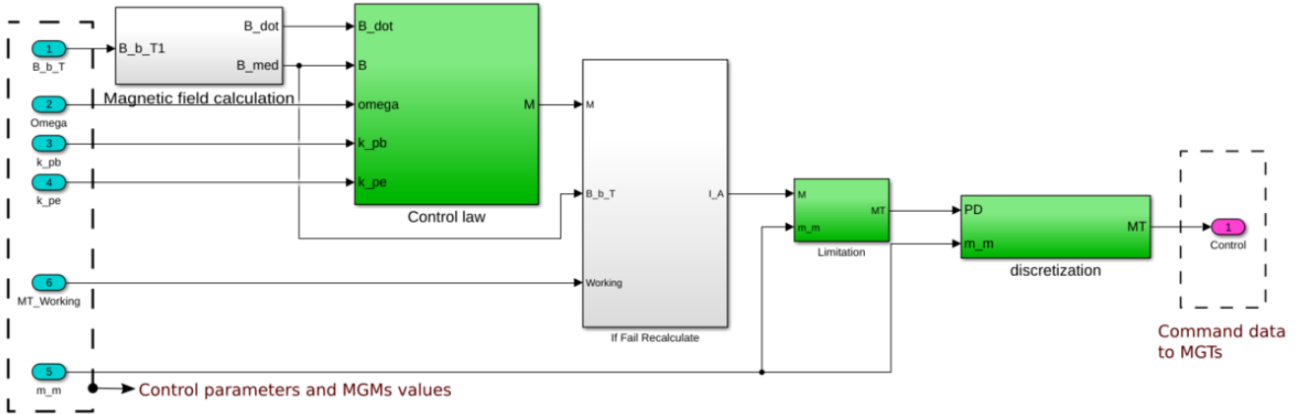 1
B_b_T
2
Omega
3
k_pb
4
k_pe
6
MT_Working
5
m_m
B_b_T1
B_dot
B_med
Magnetic field calculation
B_dot
B
omega
k_pb
k_pe
M
Control law
M
B_b_T
Working
I_A
If Fail Recalculate
M
m_m
MT
Limitation
PD
m_m
MT
discretization
1
Control
Command data
to MGTs
Control parameters and MGMs values